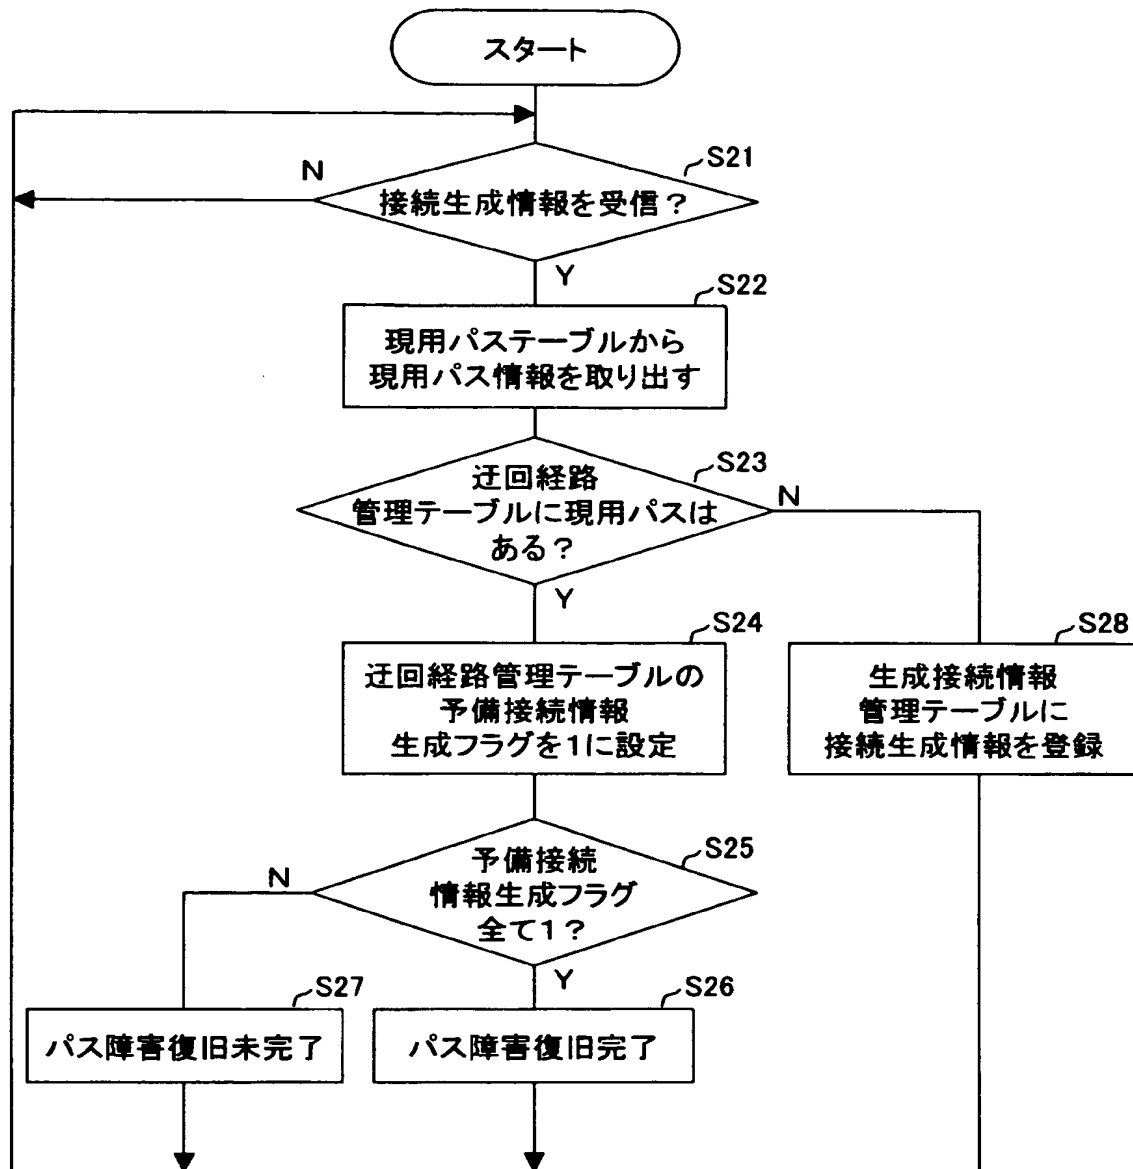 スタート
S21
N
接続生成情報を受信？
Y
S22
現用パステーブルから
現用パス情報を取り出す
S23
迂回経路
管理テーブルに現用パスは
ある？
N
Y
S24
迂回経路管理テーブルの
予備接続情報
生成フラグを1に設定
S28
生成接続情報
管理テーブルに
接続生成情報を登録
S25
予備接続
情報生成フラグ
全て1？
N
Y
S27
パス障害復旧未完了
S26
パス障害復旧完了